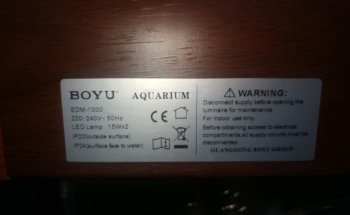 BOYU® AQUARIUM
EDM-1000
220-240V~ 50Hz
LED Lamp 15Wx2
IP22(outside surface)
IP24(surface face to water)
CE
WARNING:
Disconnect supply before opening the
luminaire for maintenance.
For indoor use only.
Before obtaining access to electrical
compartments,all supply circuits must be
disconnected.
GUANGDONG BOYU GROUP